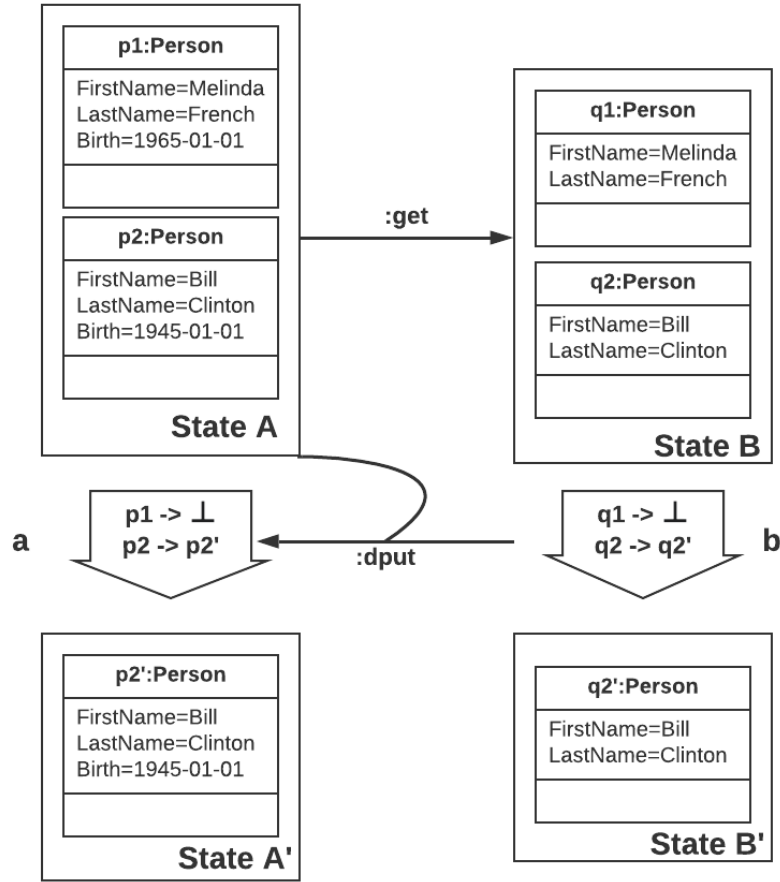 p1:Person
FirstName=Melinda
LastName=French
Birth=1965-01-01
p2:Person
FirstName=Bill
LastName=Clinton
Birth=1945-01-01
State A
:get
q1:Person
FirstName=Melinda
LastName=French
q2:Person
FirstName=Bill
LastName=Clinton
State B
a
p1 -> ⊥
p2 -> p2'
:dput
q1 -> ⊥
q2 -> q2'
b
p2':Person
FirstName=Bill
LastName=Clinton
Birth=1945-01-01
State A'
q2':Person
FirstName=Bill
LastName=Clinton
State B'